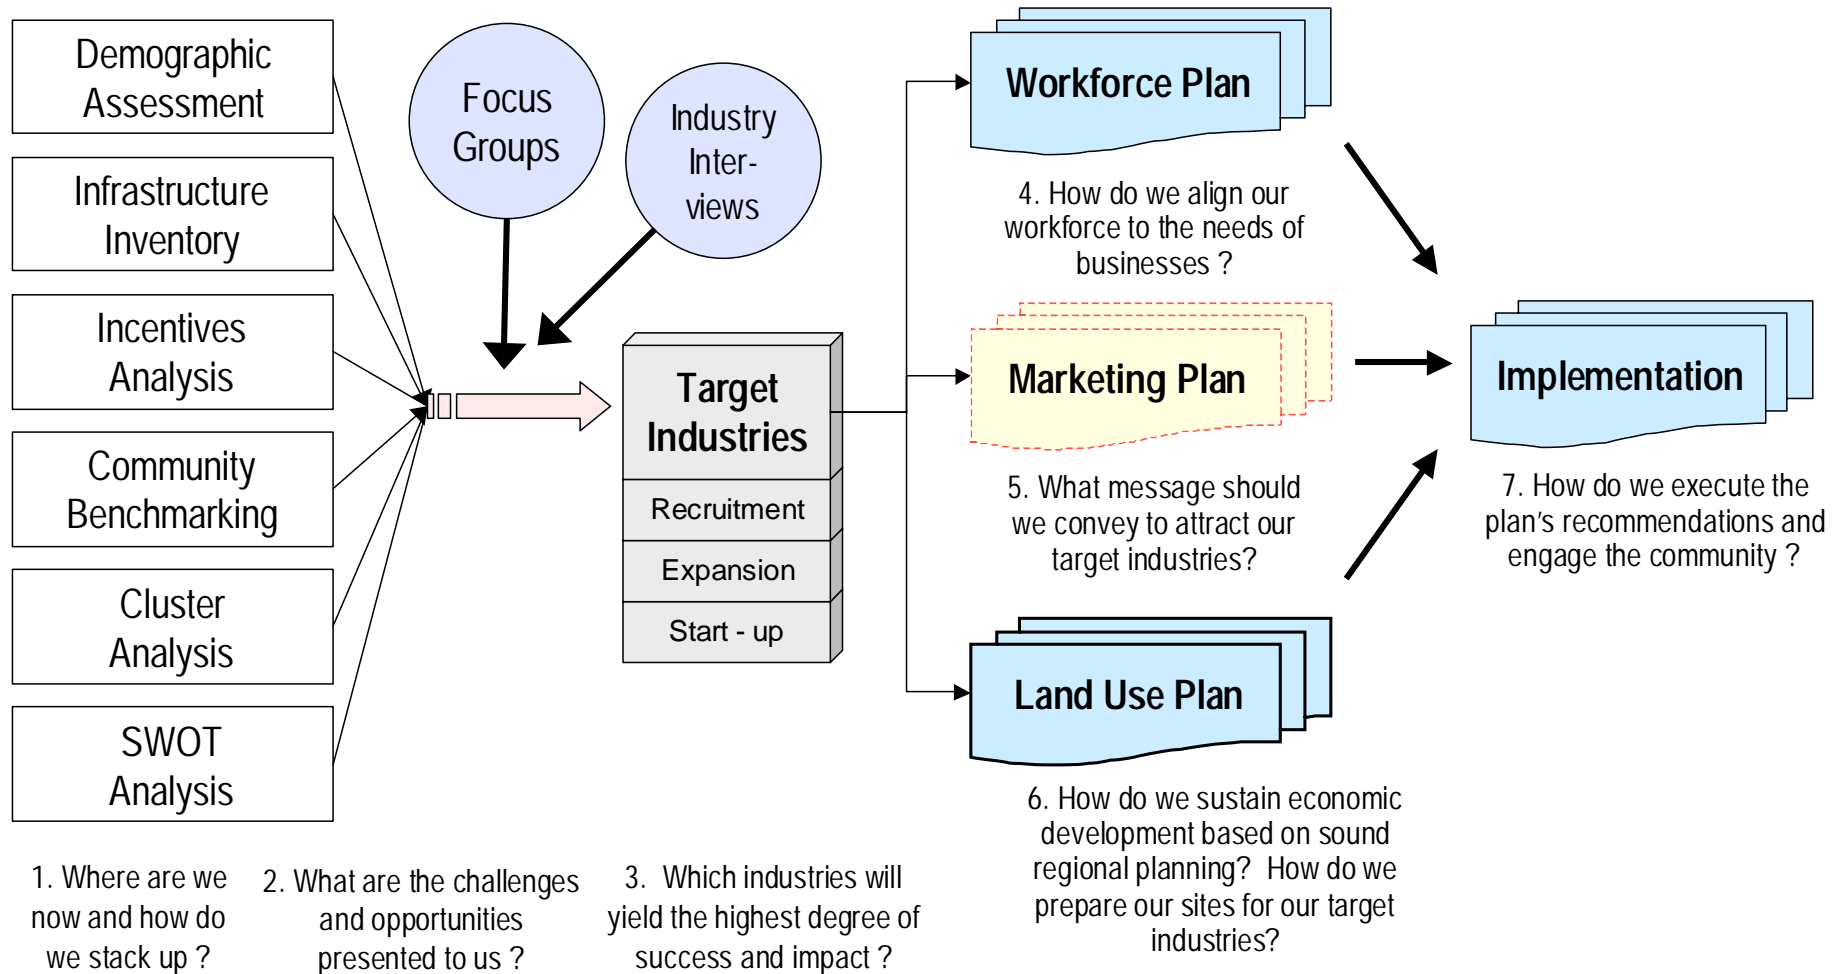 Demographic
Assessment
Infrastructure
Inventory
Incentives
Analysis
Community
Benchmarking
Cluster
Analysis
SWOT
Analysis
Focus
Groups
Industry
Inter-
views
Target
Industries
Recruitment
Expansion
Start - up
Workforce Plan
4. How do we align our
workforce to the needs of
businesses ?
Marketing Plan
5. What message should
we convey to attract our
target industries?
Land Use Plan
6. How do we sustain economic
development based on sound
regional planning?  How do we
prepare our sites for our target
industries?
Implementation
7. How do we execute the
plan's recommendations and
engage the community ?
1. Where are we
now and how do
we stack up ?
2. What are the challenges
and opportunities
presented to us ?
3.  Which industries will
yield the highest degree of
success and impact ?